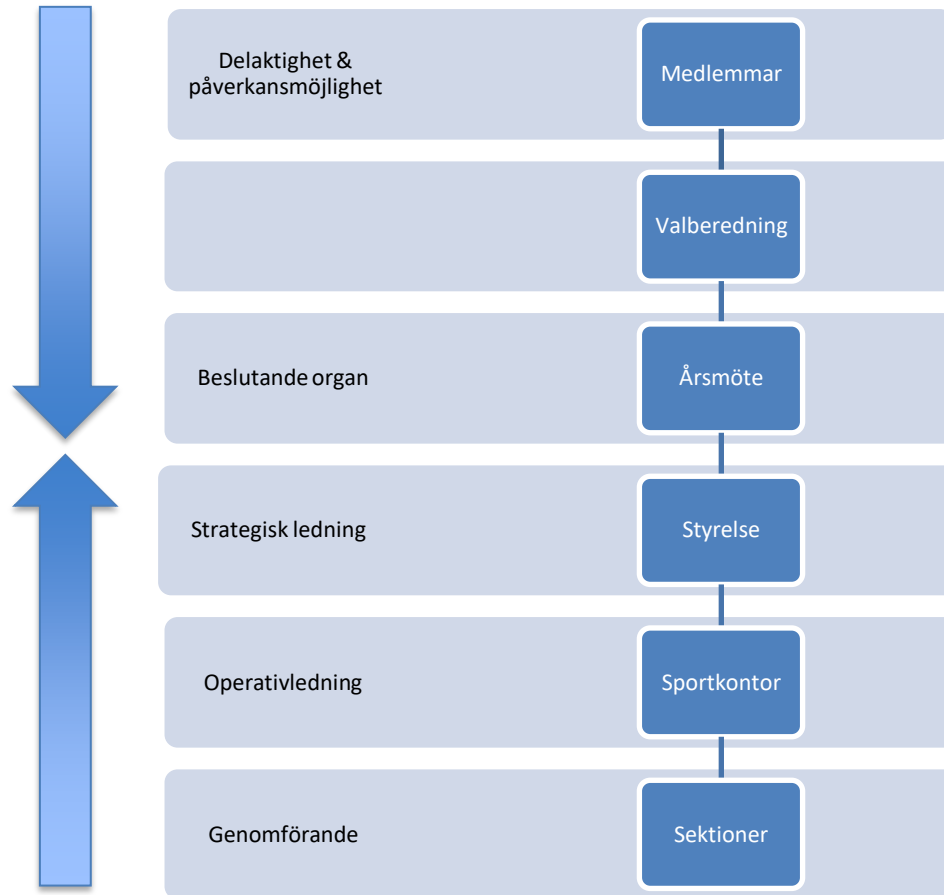 Delaktighet &
påverkansmöjlighet
Medlemmar
Valberedning
Beslutande organ
Årsmöte
Strategisk ledning
Styrelse
Operativledning
Sportkontor
Genomförande
Sektioner